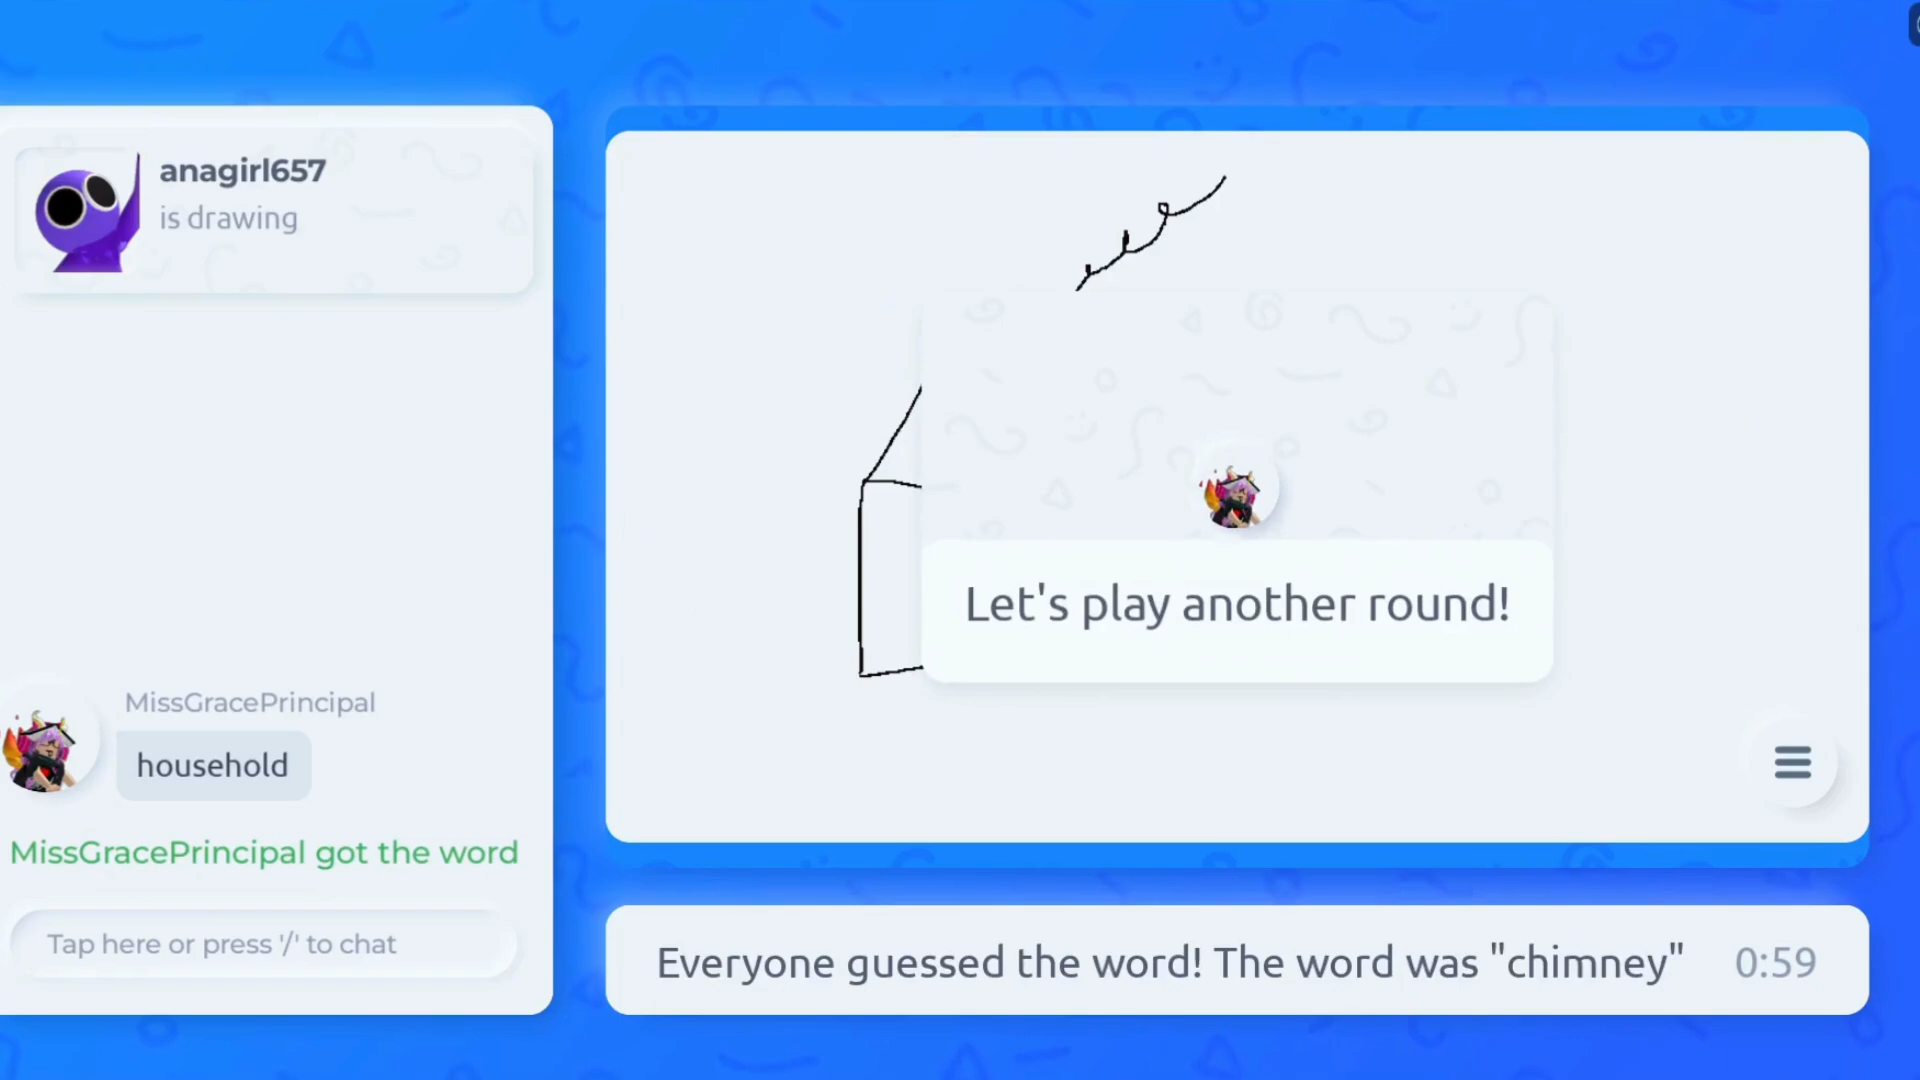 anagirl657
is drawing
Let's play another round!
MissGracePrincipal
household
MissGracePrincipal got the word
Tap here or press '/' to chat
Everyone guessed the word! The word was "chimney" 0:59